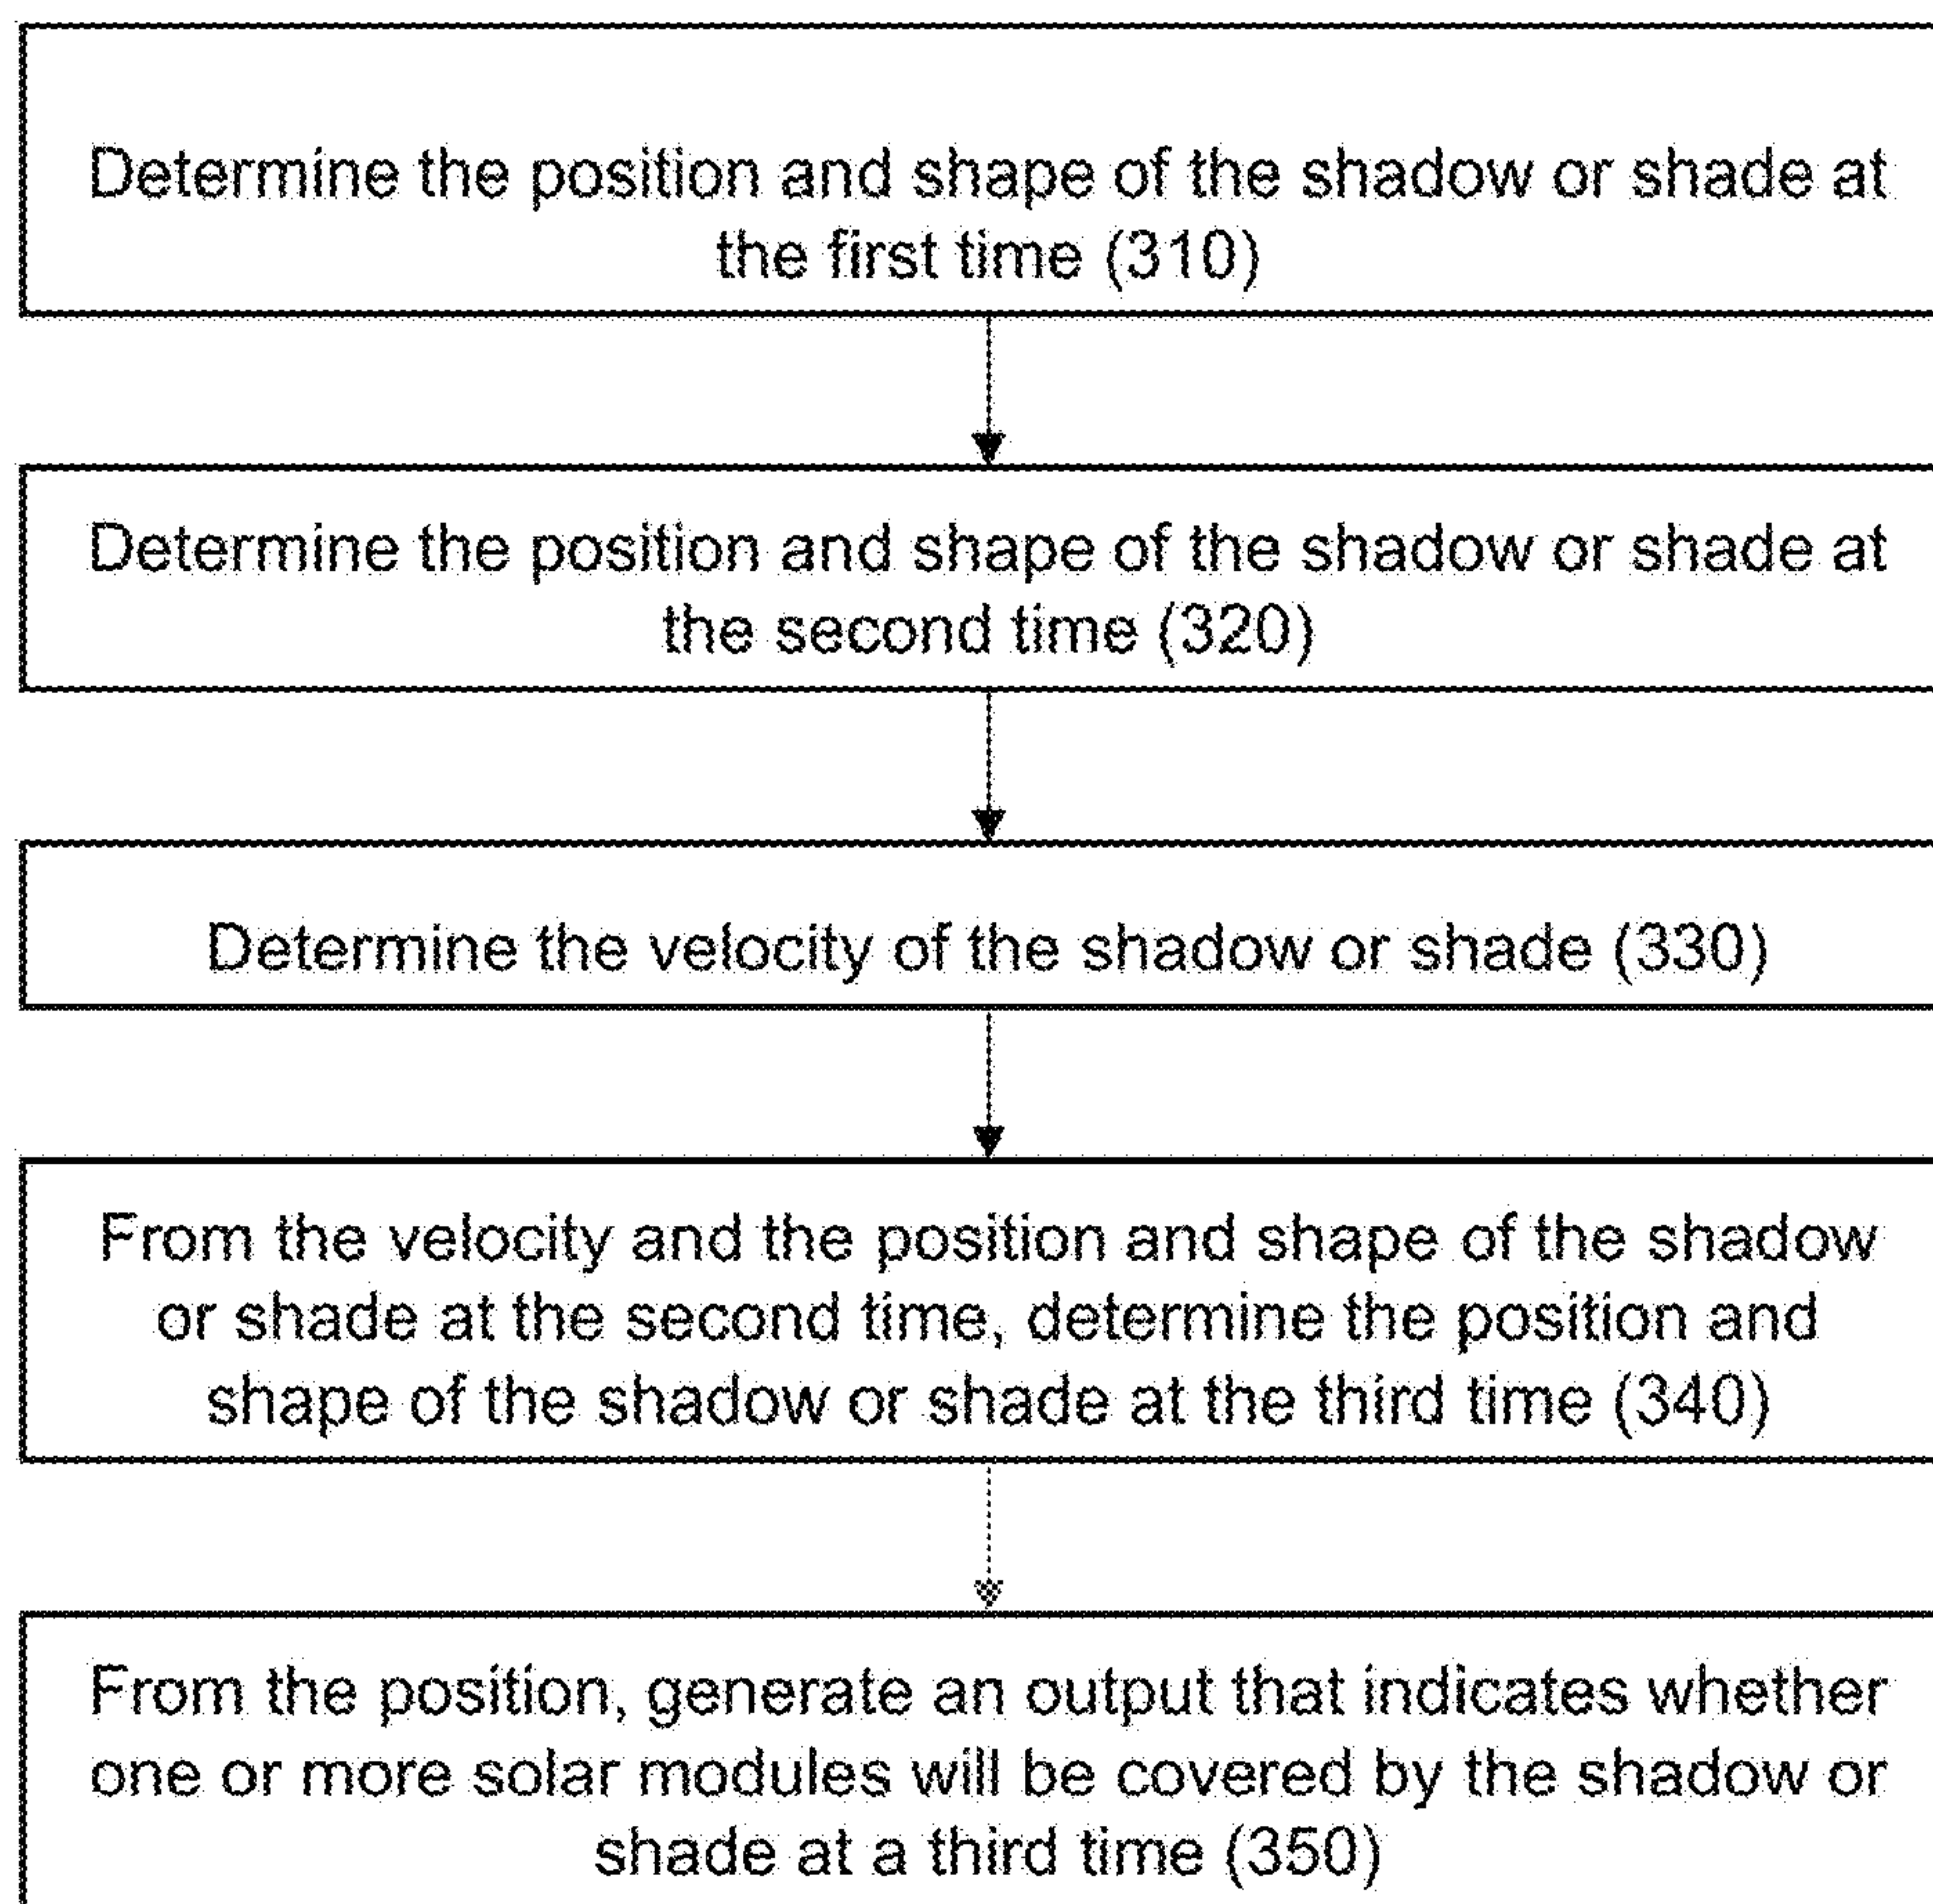 Determine the position and shape of the shadow or shade at
the first time (310)
Determine the position and shape of the shadow or shade at
the second time (320)
Determine the velocity of the shadow or shade (330)
From the velocity and the position and shape of the shadow
or shade at the second time, determine the position and
shape of the shadow or shade at the third time (340)
From the position, generate an output that indicates whether
one or more solar modules will be covered by the shadow or
shade at a third time (350)